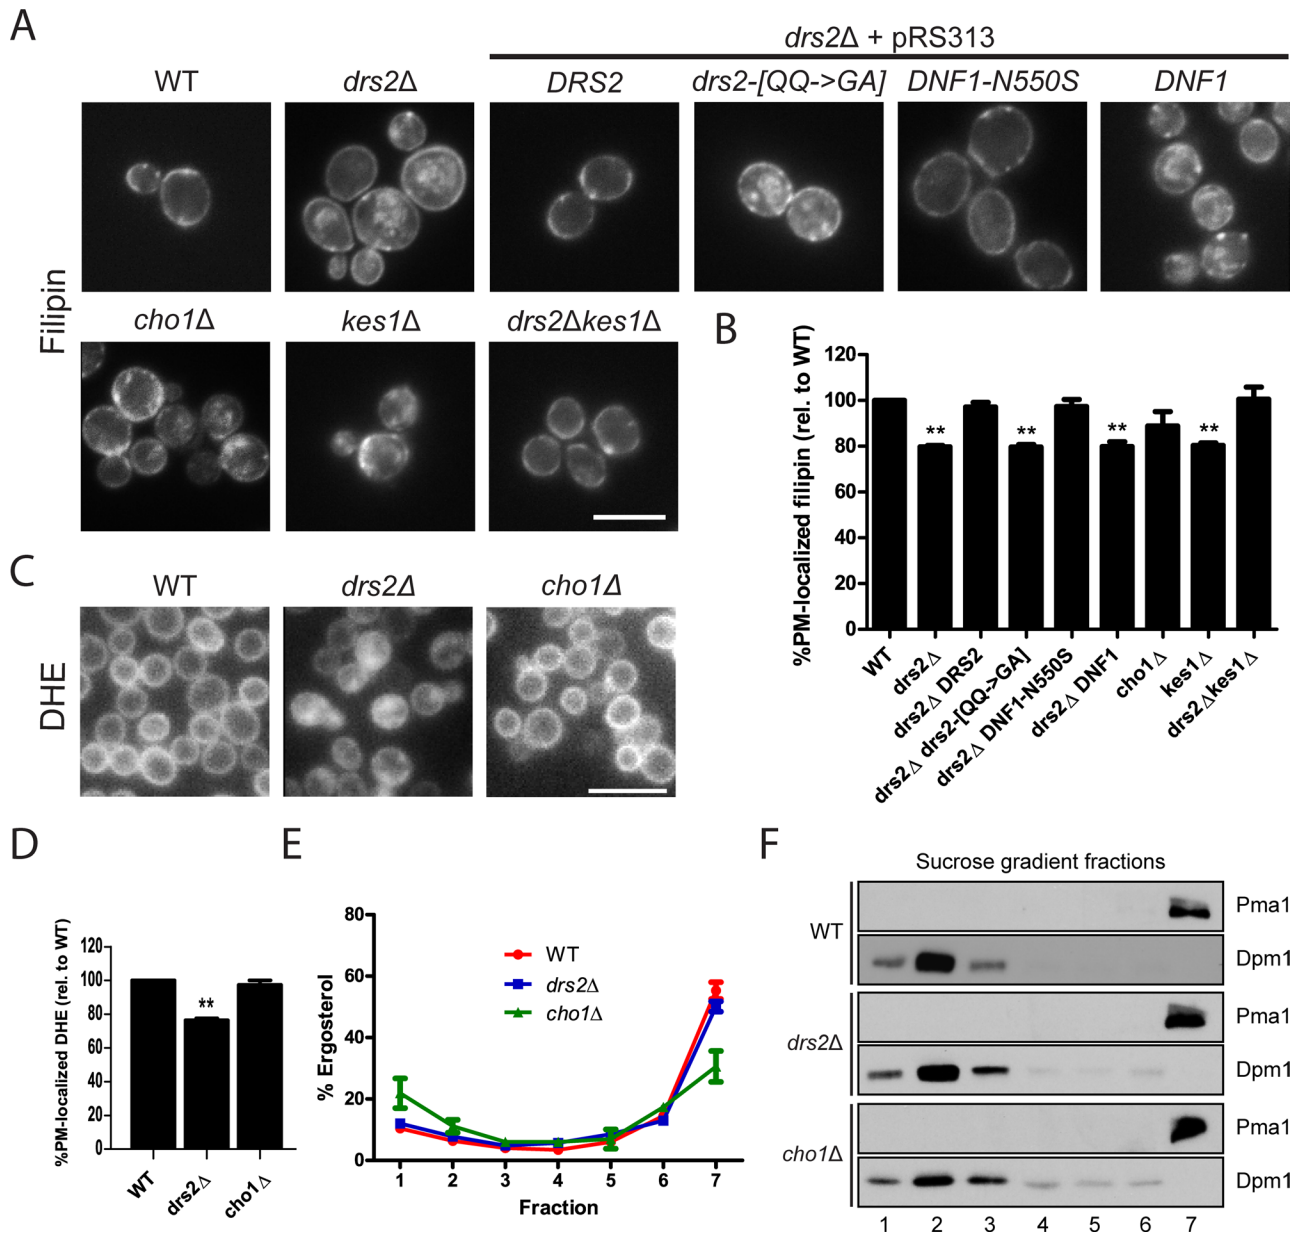 A
drs2Δ + pRS313
WT
drs2Δ
DRS2
drs2-[QQ->GA]
DNF1-N550S
DNF1
Filipin
cho1Δ
kes1Δ
drs2Δkes1Δ
B
%PM-localized filipin (rel. to WT)
120
100
80
60
40
20
0
**
**
**
**
WT
drs2Δ
drs2Δ DRS2
drs2Δ drs2-[QQ->GA]
drs2Δ DNF1-N550S
drs2Δ DNF1
cho1Δ
kes1Δ
drs2Δkes1Δ
C
WT
drs2Δ
cho1Δ
DHE
D
%PM-localized DHE (rel. to WT)
120
100
80
60
40
20
0
**
WT
drs2Δ
cho1Δ
E
% Ergosterol
80
60
40
20
0
WT
drs2Δ
cho1Δ
1 2 3 4 5 6 7
Fraction
F
Sucrose gradient fractions
WT
Pma1
Dpm1
drs2Δ
Pma1
Dpm1
cho1Δ
Pma1
Dpm1
1 2 3 4 5 6 7